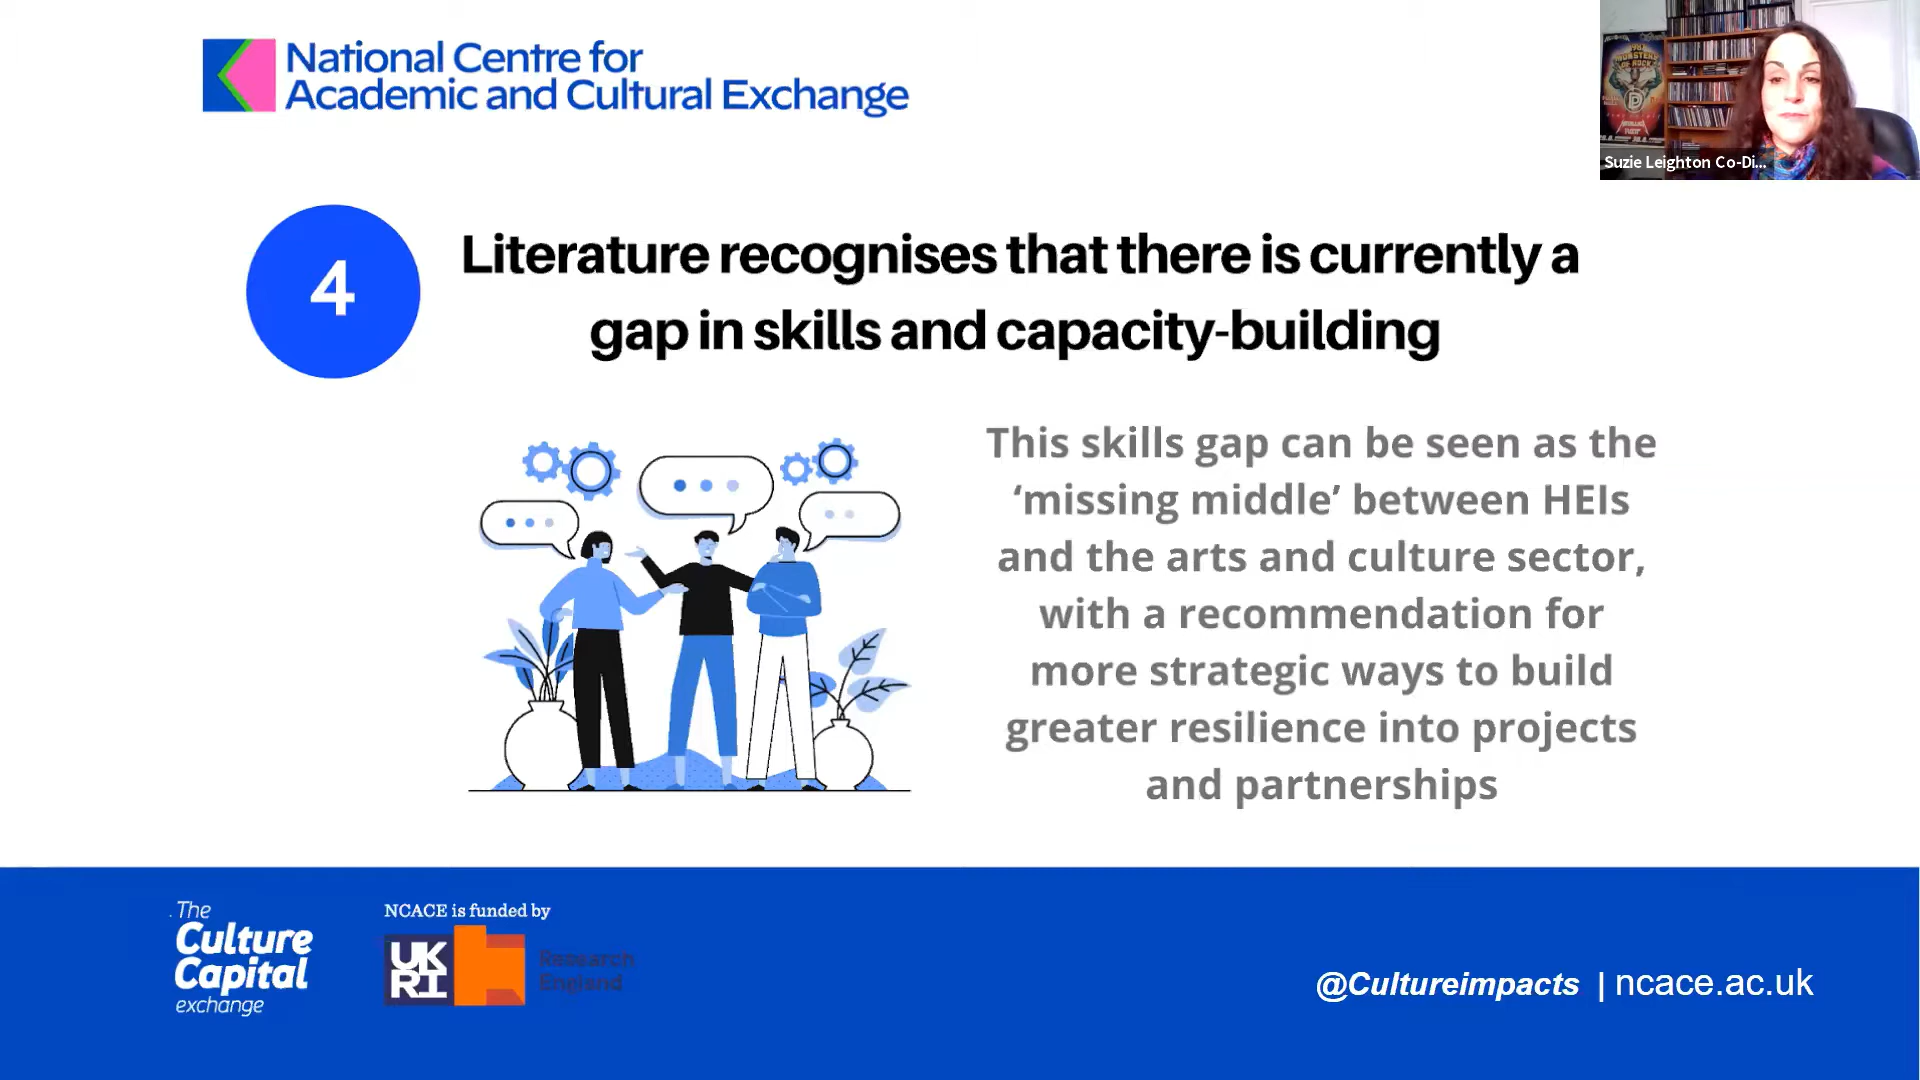 National Centre for
Academic and Cultural Exchange
Suzie Leighton Co-Di...
4
Literature recognises that there is currently a
gap in skills and capacity-building
This skills gap can be seen as the
‘missing middle’ between HEIs
and the arts and culture sector,
with a recommendation for
more strategic ways to build
greater resilience into projects
and partnerships
The
Culture
Capital
exchange
NCACE is funded by
UK
RI
Research
England
@Cultureimpacts | ncace.ac.uk